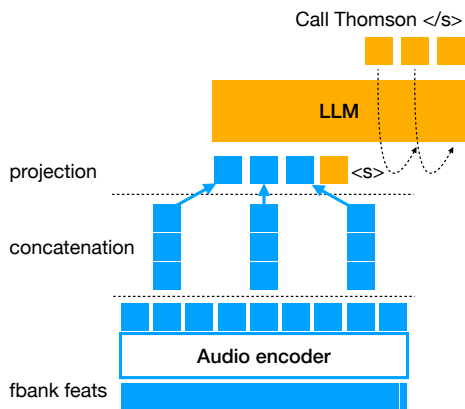 Call Thomson </s>
LLM
projection
<s>
concatenation
Audio encoder
fbank feats